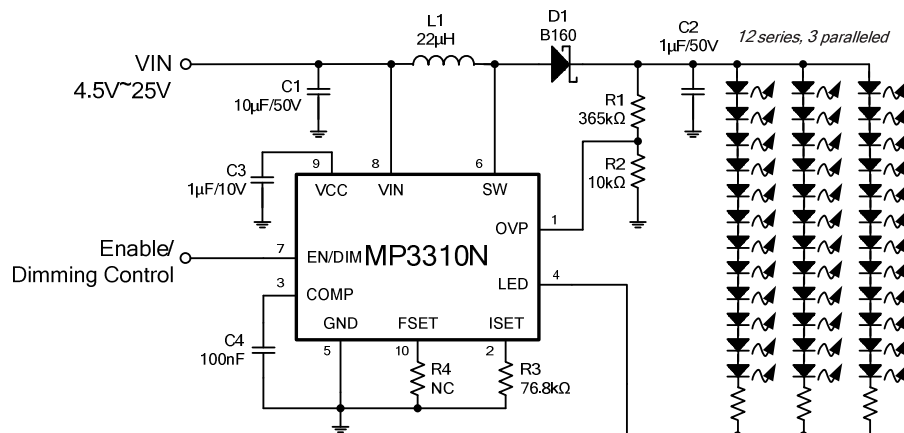 L1
22µH
D1
B160
C2
1µF/50V
12 series, 3 paralleled
VIN
4.5V~25V
C1
10µF/50V
R1
365kΩ
R2
10kΩ
C3
1µF/10V
9
8
6
VCC
VIN
SW
OVP
1
Enable/
Dimming Control
7
EN/DIM
MP3310N
LED
4
3
COMP
GND
FSET
ISET
C4
100nF
5
10
2
R4
NC
R3
76.8kΩ